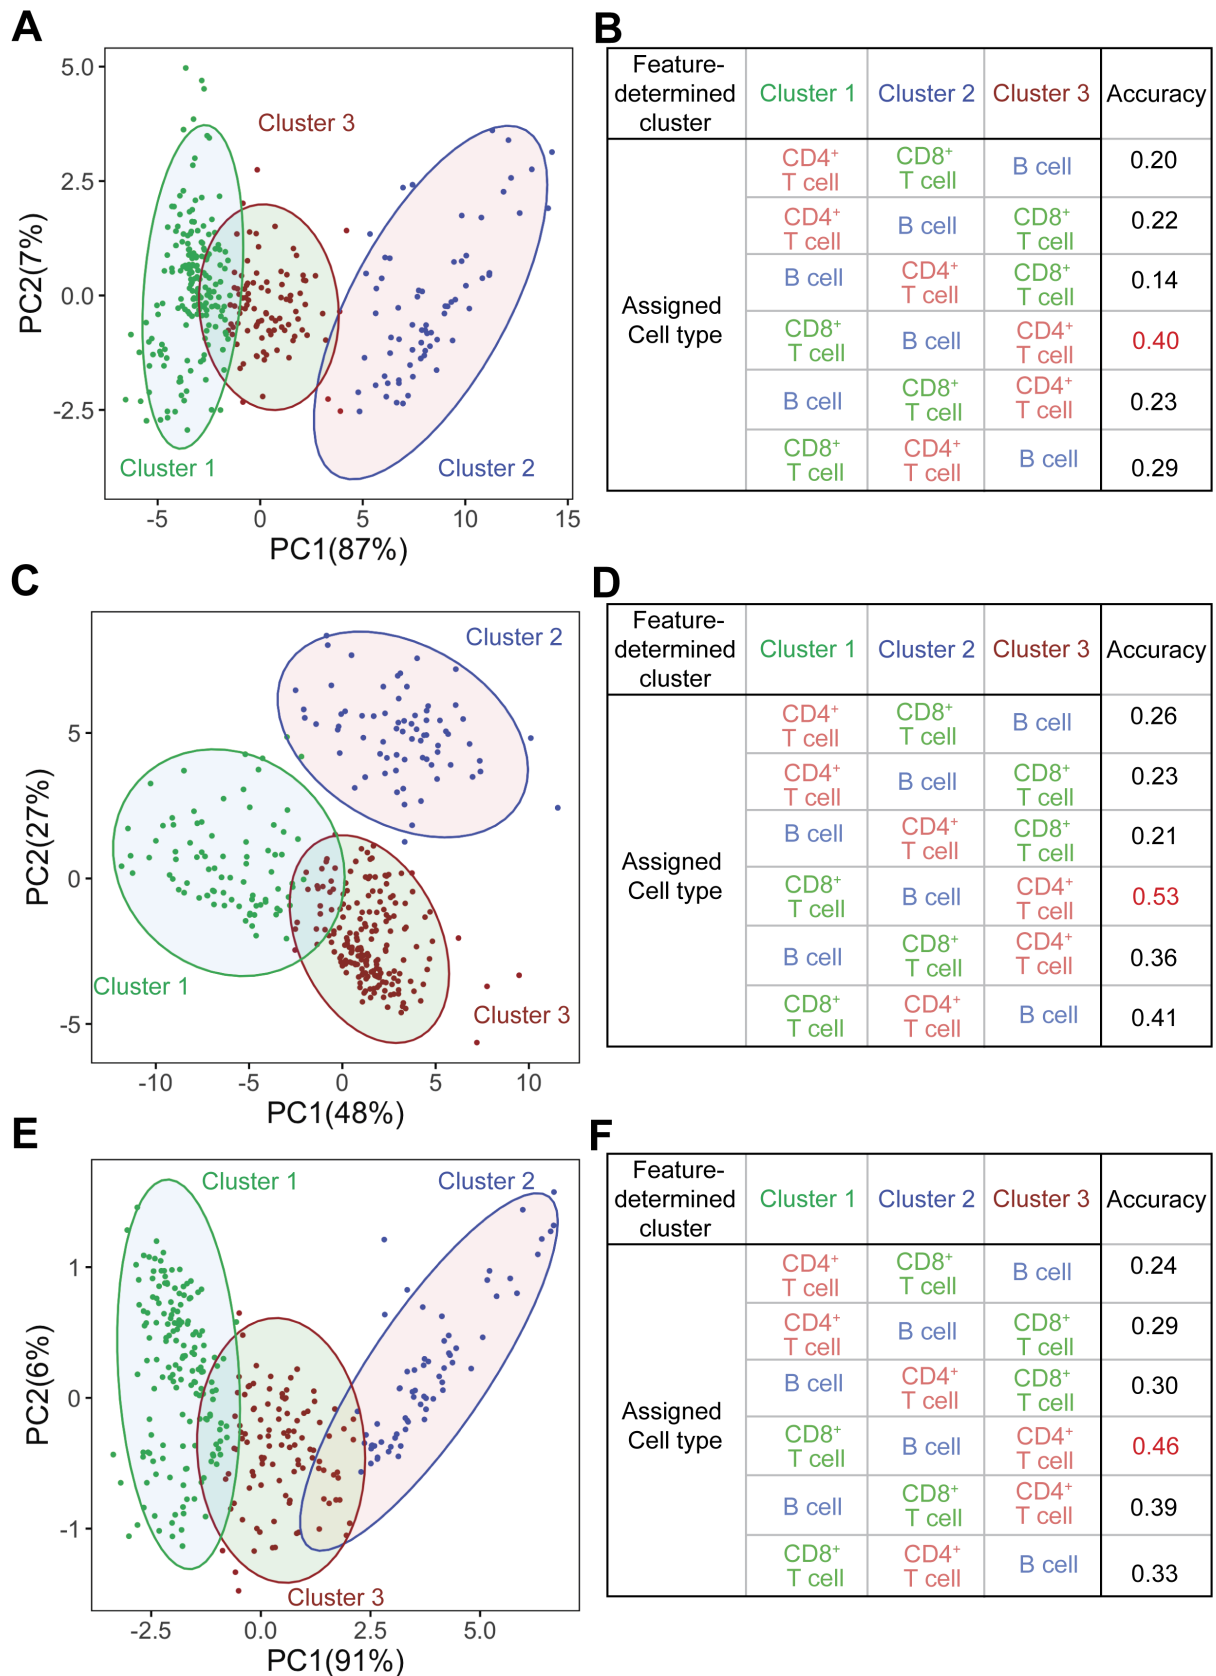 A
5.0
2.5
0.0
-2.5
PC2(7%)
Cluster 3
Cluster 1
Cluster 2
-5
0
5
10
15
PC1(87%)
B
Feature-
determined
cluster
Cluster 1
Cluster 2
Cluster 3
Accuracy
Assigned
Cell type
CD4+
T cell
CD8+
T cell
B cell
0.20
CD4+
T cell
B cell
CD8+
T cell
0.22
B cell
CD4+
T cell
CD8+
T cell
0.14
CD8+
T cell
B cell
CD4+
T cell
0.40
B cell
CD8+
T cell
CD4+
T cell
0.23
CD8+
T cell
CD4+
T cell
B cell
0.29
C
5
0
-5
PC2(27%)
Cluster 2
Cluster 1
Cluster 3
-10
-5
0
5
10
PC1(48%)
D
Feature-
determined
cluster
Cluster 1
Cluster 2
Cluster 3
Accuracy
Assigned
Cell type
CD4+
T cell
CD8+
T cell
B cell
0.26
CD4+
T cell
B cell
CD8+
T cell
0.23
B cell
CD4+
T cell
CD8+
T cell
0.21
CD8+
T cell
B cell
CD4+
T cell
0.53
B cell
CD8+
T cell
CD4+
T cell
0.36
CD8+
T cell
CD4+
T cell
B cell
0.41
E
1
0
-1
PC2(6%)
Cluster 1
Cluster 2
Cluster 3
-2.5
0.0
2.5
5.0
PC1(91%)
F
Feature-
determined
cluster
Cluster 1
Cluster 2
Cluster 3
Accuracy
Assigned
Cell type
CD4+
T cell
CD8+
T cell
B cell
0.24
CD4+
T cell
B cell
CD8+
T cell
0.29
B cell
CD4+
T cell
CD8+
T cell
0.30
CD8+
T cell
B cell
CD4+
T cell
0.46
B cell
CD8+
T cell
CD4+
T cell
0.39
CD8+
T cell
CD4+
T cell
B cell
0.33